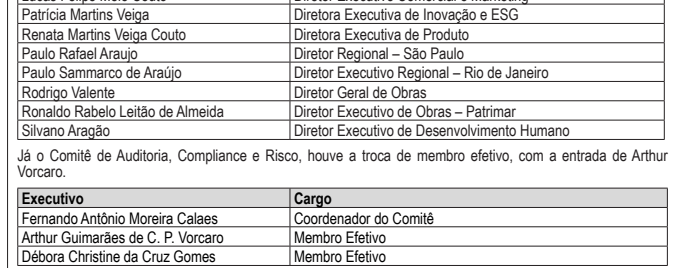 Patrícia Martins Veiga Diretora Executiva de Inovação e ESG
Renata Martins Veiga Couto Diretora Executiva de Produto
Paulo Rafael Araujo Diretor Regional – São Paulo
Paulo Sammarco de Araújo Diretor Executivo Regional – Rio de Janeiro
Rodrigo Valente Diretor Geral de Obras
Ronaldo Rabelo Leitão de Almeida Diretor Executivo de Obras – Patrimar
Silvano Aragão Diretor Executivo de Desenvolvimento Humano
Já o Comitê de Auditoria, Compliance e Risco, houve a troca de membro efetivo, com a entrada de Arthur
Vorcaro.
Executivo Cargo
Fernando Antônio Moreira Calaes Coordenador do Comitê
Arthur Guimarães de C. P. Vorcaro Membro Efetivo
Débora Christine da Cruz Gomes Membro Efetivo